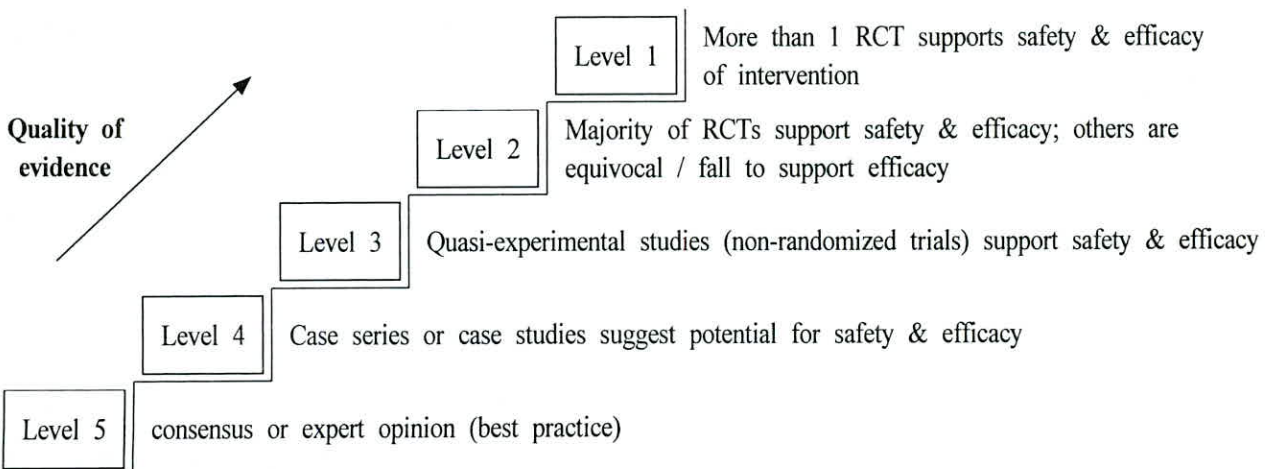 Level 1
More than 1 RCT supports safety & efficacy
of intervention
Quality of
evidence
Level 2
Majority of RCTs support safety & efficacy; others are
equivocal / fall to support efficacy
Level 3
Quasi-experimental studies (non-randomized trials) support safety & efficacy
Level 4
Case series or case studies suggest potential for safety & efficacy
Level 5
consensus or expert opinion (best practice)